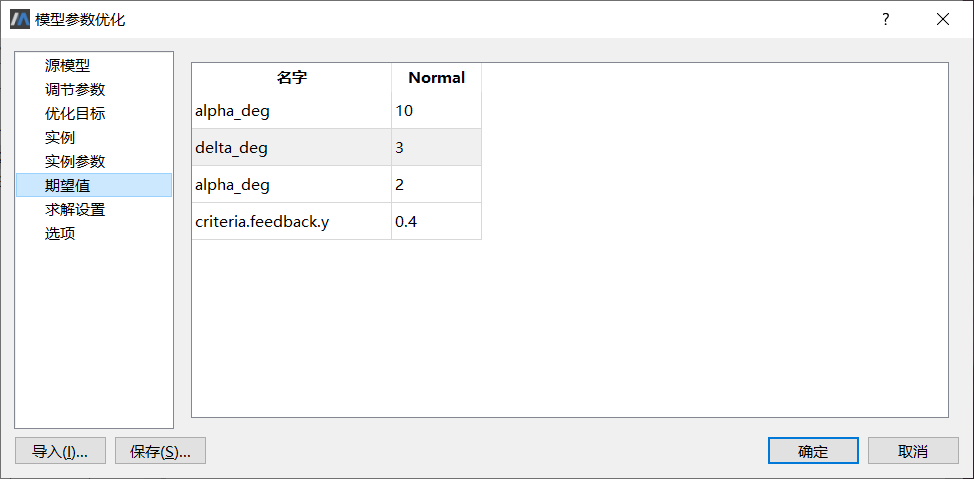 模型参数优化
?
源模型
调节参数
优化目标
实例
实例参数
期望值
求解设置
选项
名字 Normal
alpha_deg 10
delta_deg 3
alpha_deg 2
criteria.feedback.y 0.4
导入(I)... 保存(S)... 确定 取消